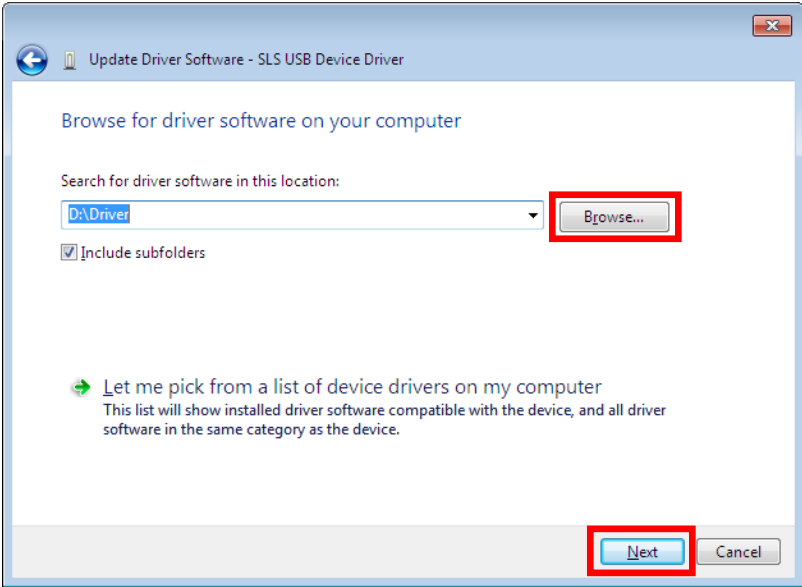 Update Driver Software - SLS USB Device Driver
Browse for driver software on your computer
Search for driver software in this location:
D:\Driver
Browse...
Include subfolders
Let me pick from a list of device drivers on my computer
This list will show installed driver software compatible with the device, and all driver
software in the same category as the device.
Next
Cancel